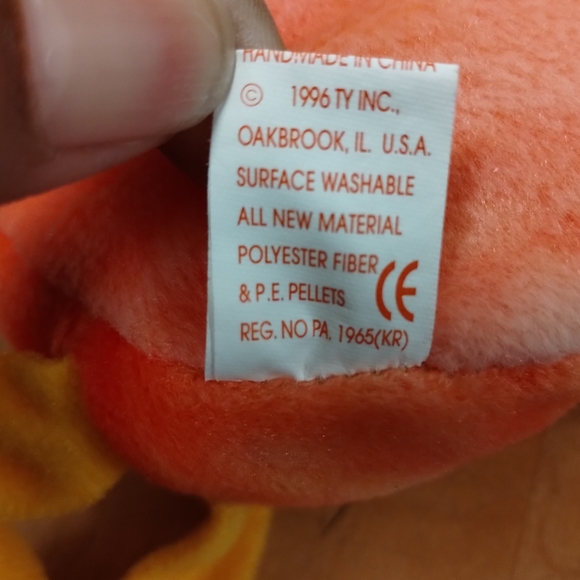 HANDMADE IN CHINA
© 1996 TY INC.,
OAKBROOK, IL. U.S.A.
SURFACE WASHABLE
ALL NEW MATERIAL
POLYESTER FIBER
& P.E. PELLETS CE
REG. NO PA. 1965(KR)